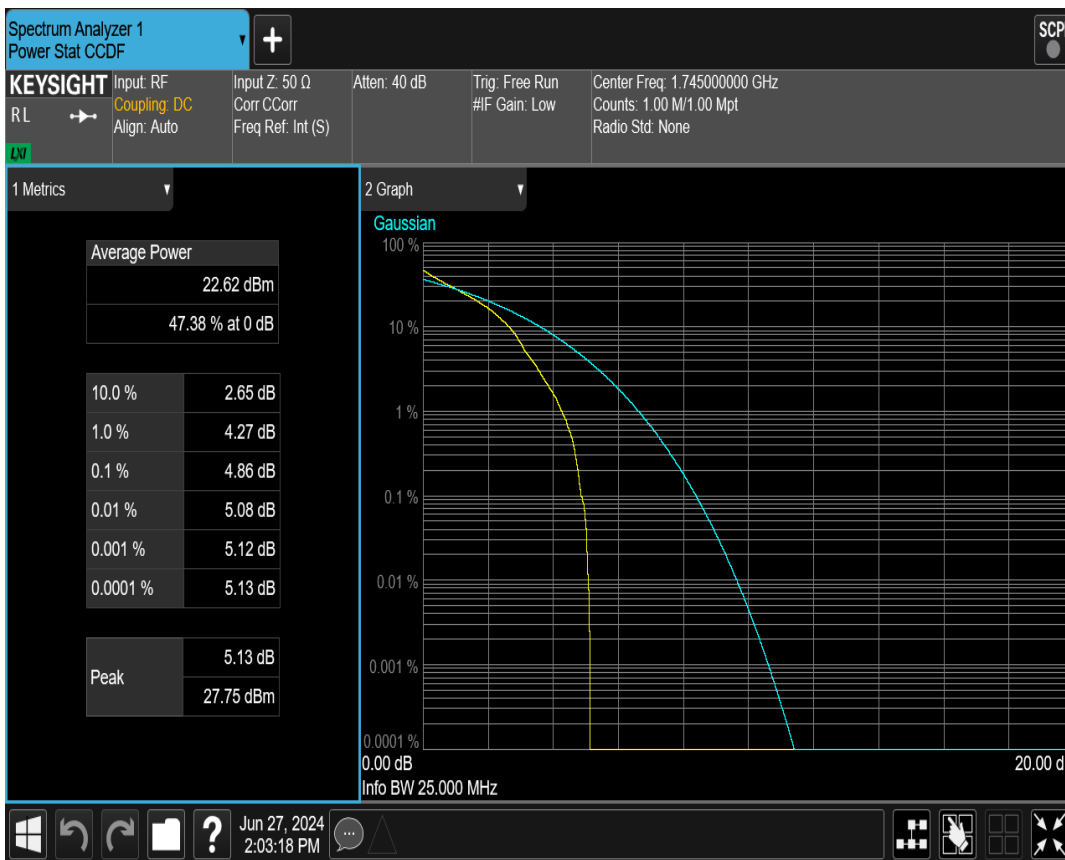 Spectrum Analyzer 1
Power Stat CCDF
+
SCP
KEYSIGHT
RL
LXI
Input: RF
Coupling: DC
Align: Auto
Input Z: 50 Ω
Corr CCorr
Freq Ref: Int (S)
Atten: 40 dB
Trig: Free Run
#IF Gain: Low
Center Freq: 1.745000000 GHz
Counts: 1.00 M/1.00 Mpt
Radio Std: None
1 Metrics
Average Power
22.62 dBm
47.38 % at 0 dB
10.0 % 2.65 dB
1.0 % 4.27 dB
0.1 % 4.86 dB
0.01 % 5.08 dB
0.001 % 5.12 dB
0.0001 % 5.13 dB
Peak
5.13 dB
27.75 dBm
2 Graph
Gaussian
100 %
10 %
1 %
0.1 %
0.01 %
0.001 %
0.0001 %
0.00 dB
20.00 d
Info BW 25.000 MHz
?
Jun 27, 2024
2:03:18 PM